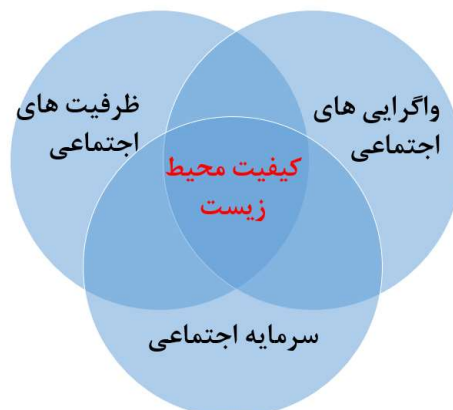 واگرایی های
اجتماعی
ظرفیت های
اجتماعی
کیفیت محیط
زیست
سرمایه اجتماعی